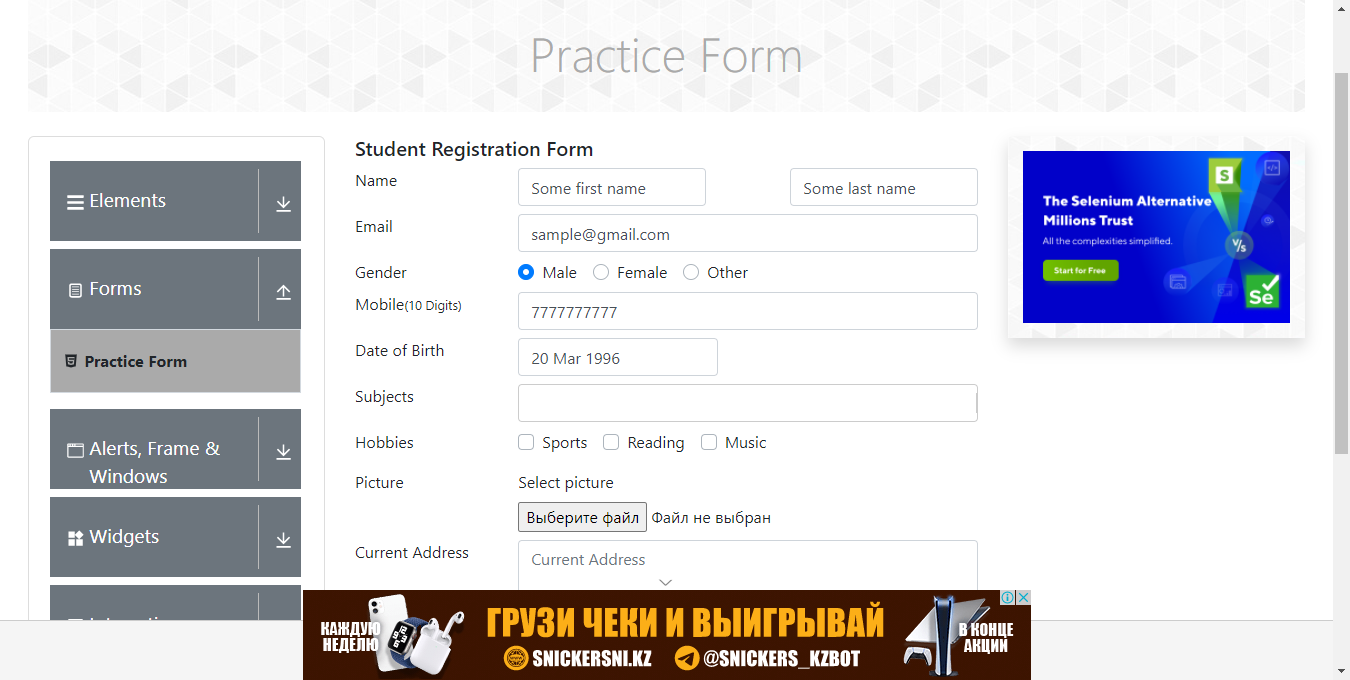 Practice Form
Elements
Forms
Practice Form
Alerts, Frame &
Windows
Widgets
Student Registration Form
Name
Some first name
Some last name
Email
sample@gmail.com
Gender
Male
Female
Other
Mobile(10 Digits)
7777777777
Date of Birth
20 Mar 1996
Subjects
Hobbies
Sports
Reading
Music
Picture
Select picture
Выберите файл
Файл не выбран
Current Address
Current Address
The Selenium Alternative
Millions Trust
All the complexities simplified.
Start for Free
S
V/s
Se
КАЖДУЮ
НЕДЕЛЮ
ГРУЗИ ЧЕКИ И ВЫИГРЫВАЙ
SNICKERSNI.KZ
@SNICKERS_KZBOT
В КОНЦЕ
АКЦИИ